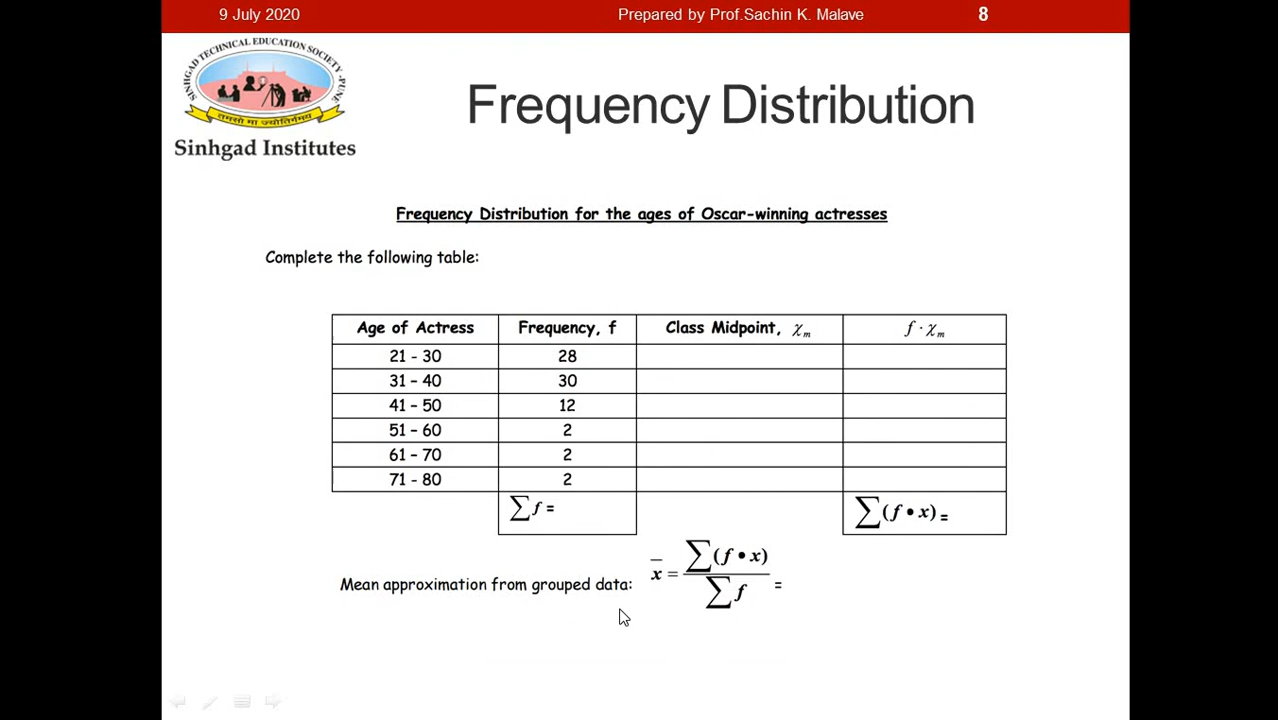 9 July 2020 Prepared by Prof.Sachin K. Malave 8
SINHGAD TECHNICAL EDUCATION SOCIETY, PUNE
Sinhgad Institutes
Frequency Distribution
Frequency Distribution for the ages of Oscar-winning actresses
Complete the following table:
Age of Actress Frequency, f Class Midpoint, χm f · χm
21 - 30 28
31 – 40 30
41 – 50 12
51 – 60 2
61 – 70 2
71 - 80 2
∑f = ∑(f • x) =
Mean approximation from grouped data: x̄ = ∑(f • x) / ∑f =